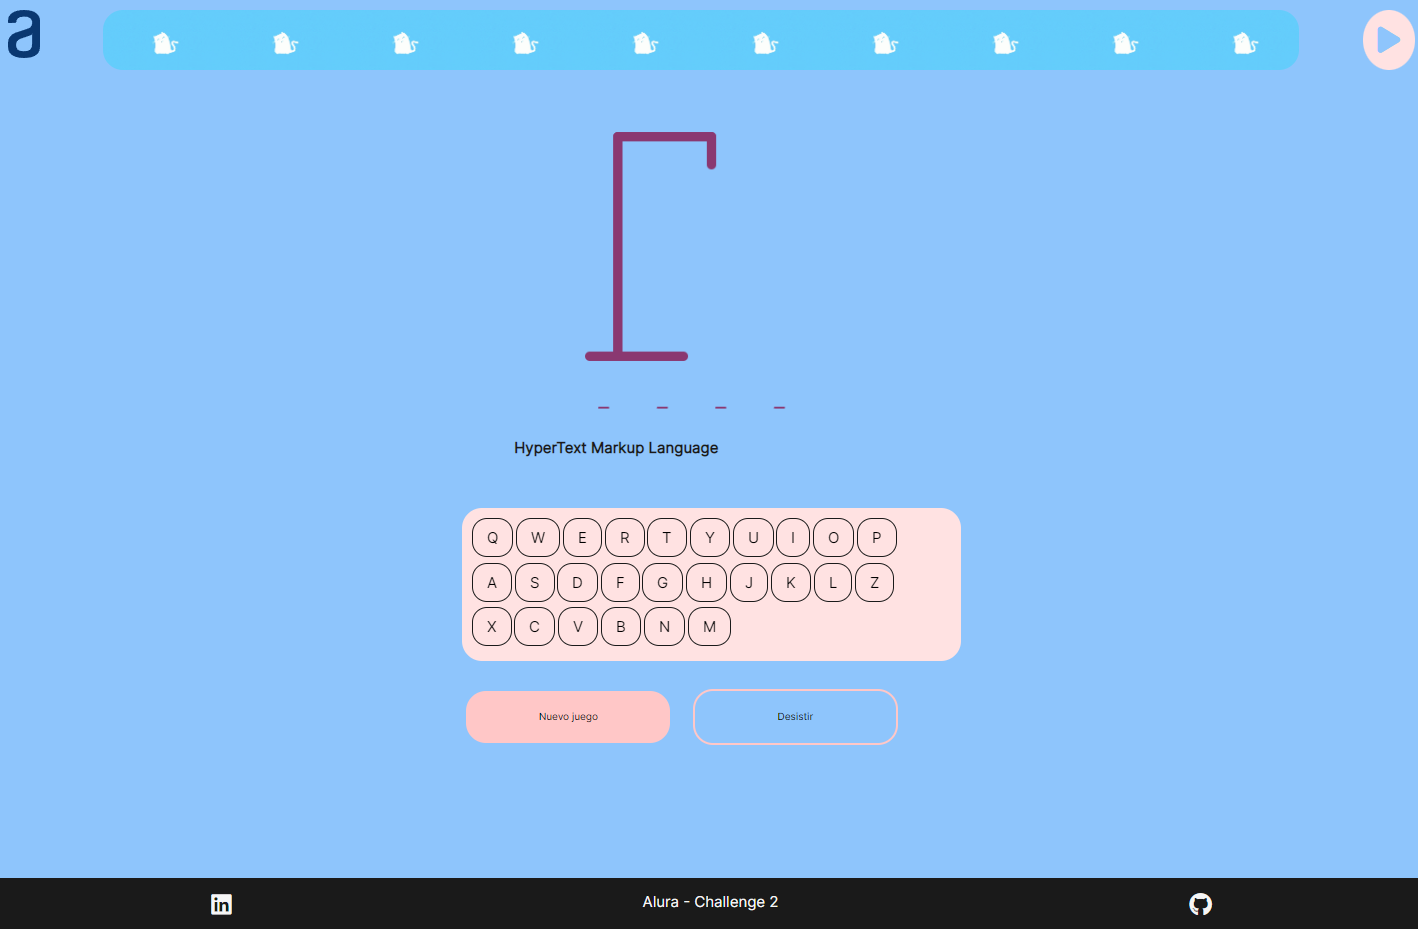 a
_ _ _ _
HyperText Markup Language
Q W E R T Y U I O P
A S D F G H J K L Z
X C V B N M
Nuevo juego Desistir
in Alura - Challenge 2